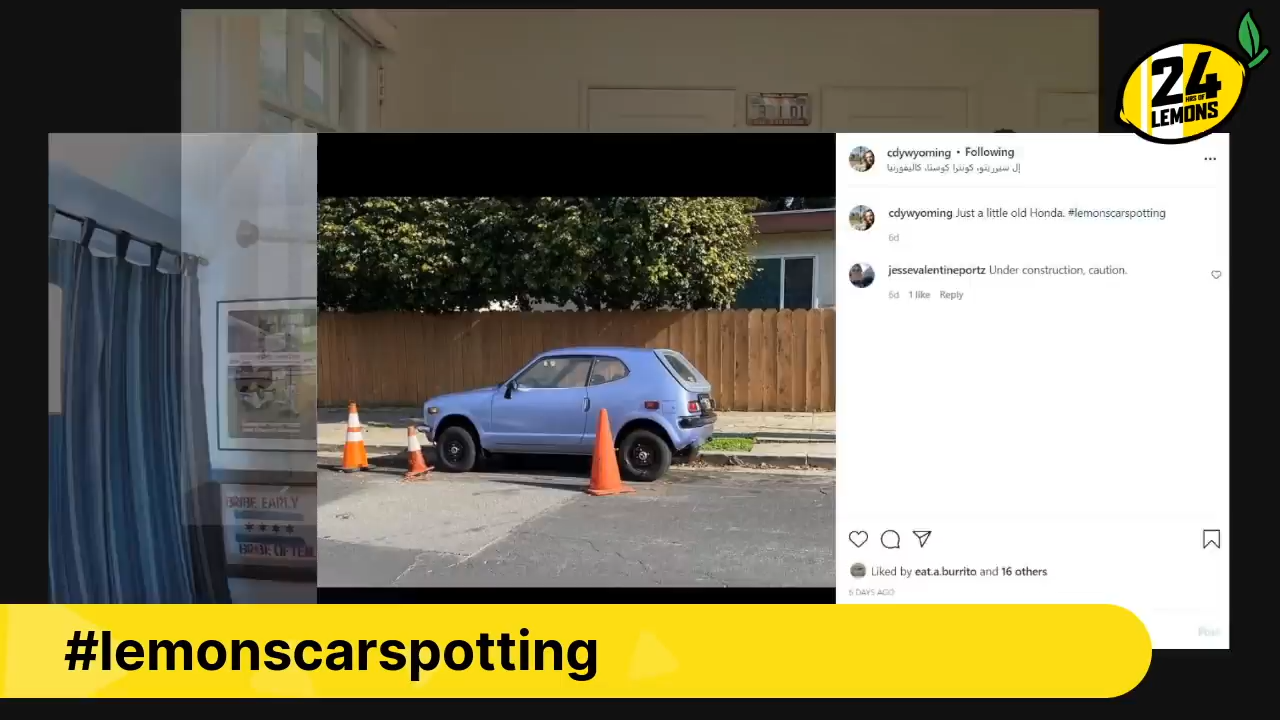 24
HRS OF
LEMONS
cdywyoming • Following
إل سيريتو، كونترا كوستا، كاليفورنيا
cdywyoming Just a little old Honda. #lemonscarspotting
6d
jessevalentineportz Under construction, caution.
6d 1 like Reply
BRIBE EARLY
★★★★
BRIBE OFTEN
Liked by eat.a.burrito and 16 others
6 DAYS AGO
Post
#lemonscarspotting